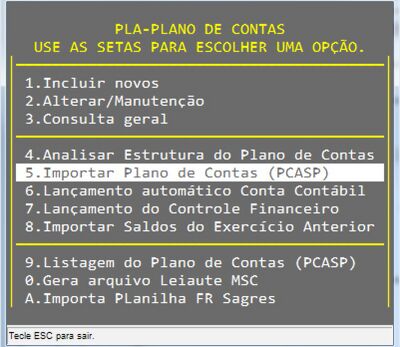 PLA-PLANO DE CONTAS
USE AS SETAS PARA ESCOLHER UMA OPÇÃO.
1.Incluir novos
2.Alterar/Manutenção
3.Consulta geral
4.Analisar Estrutura do Plano de Contas
5.Importar Plano de Contas (PCASP)
6.Lançamento automático Conta Contábil
7.Lançamento do Controle Financeiro
8.Importar Saldos do Exercício Anterior
9.Listagem do Plano de Contas (PCASP)
0.Gera arquivo Leiaute MSC
A.Importa PLanilha FR Sagres
Tecle ESC para sair.